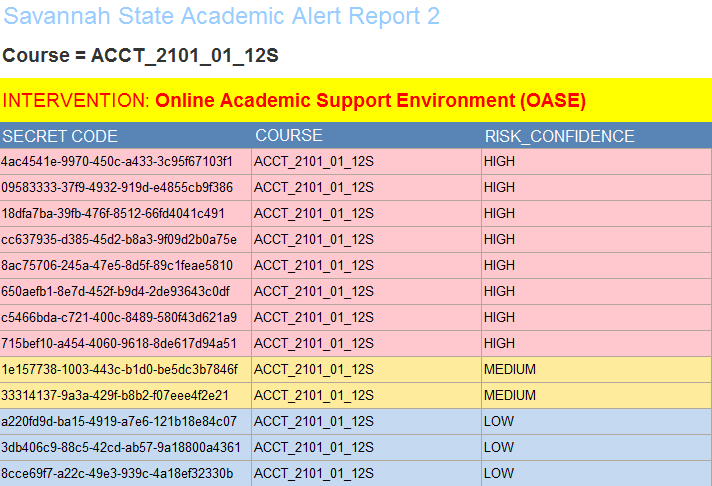 Savannah State Academic Alert Report 2
Course = ACCT_2101_01_12S
INTERVENTION: Online Academic Support Environment (OASE)
SECRET CODE COURSE RISK_CONFIDENCE
4ac4541e-9970-450c-a433-3c95f67103f1 ACCT_2101_01_12S HIGH
09583333-37f9-4932-919d-e4855cb9f386 ACCT_2101_01_12S HIGH
18dfa7ba-39fb-476f-8512-66fd4041c491 ACCT_2101_01_12S HIGH
cc637935-d385-45d2-b8a3-9f09d2b0a75e ACCT_2101_01_12S HIGH
8ac75706-245a-47e5-8d5f-89c1feae5810 ACCT_2101_01_12S HIGH
650aefb1-8e7d-452f-b9d4-2de93643c0df ACCT_2101_01_12S HIGH
c5466bda-c721-400c-8489-580f43d621a9 ACCT_2101_01_12S HIGH
715bef10-a454-4060-9618-8de617d94a51 ACCT_2101_01_12S HIGH
1e157738-1003-443c-b1d0-be5dc3b7846f ACCT_2101_01_12S MEDIUM
33314137-9a3a-429f-b8b2-f07eee4f2e21 ACCT_2101_01_12S MEDIUM
a220fd9d-ba15-4919-a7e6-121b18e84c07 ACCT_2101_01_12S LOW
3db406c9-88c5-42cd-ab57-9a18800a4361 ACCT_2101_01_12S LOW
8cce69f7-a22c-49e3-939c-4a18ef32330b ACCT_2101_01_12S LOW